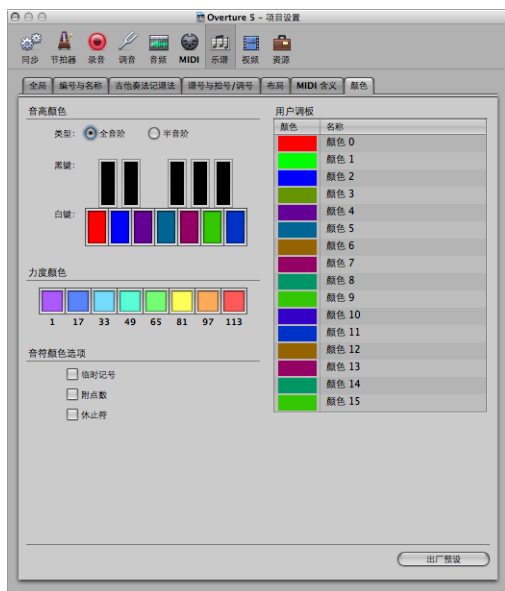 Overture 5 – 项目设置
同步 节拍器 录音 调音 音频 MIDI 乐谱 视频 资源
全局 编号与名称 吉他奏法记谱法 谱号与拍号/调号 布局 MIDI 含义 颜色
音高颜色
类型: 全音阶 半音阶
黑键:
白键:
力度颜色
1 17 33 49 65 81 97 113
音符颜色选项
临时记号
附点数
休止符
用户调板
颜色 名称
颜色 0
颜色 1
颜色 2
颜色 3
颜色 4
颜色 5
颜色 6
颜色 7
颜色 8
颜色 9
颜色 10
颜色 11
颜色 12
颜色 13
颜色 14
颜色 15
出厂预设